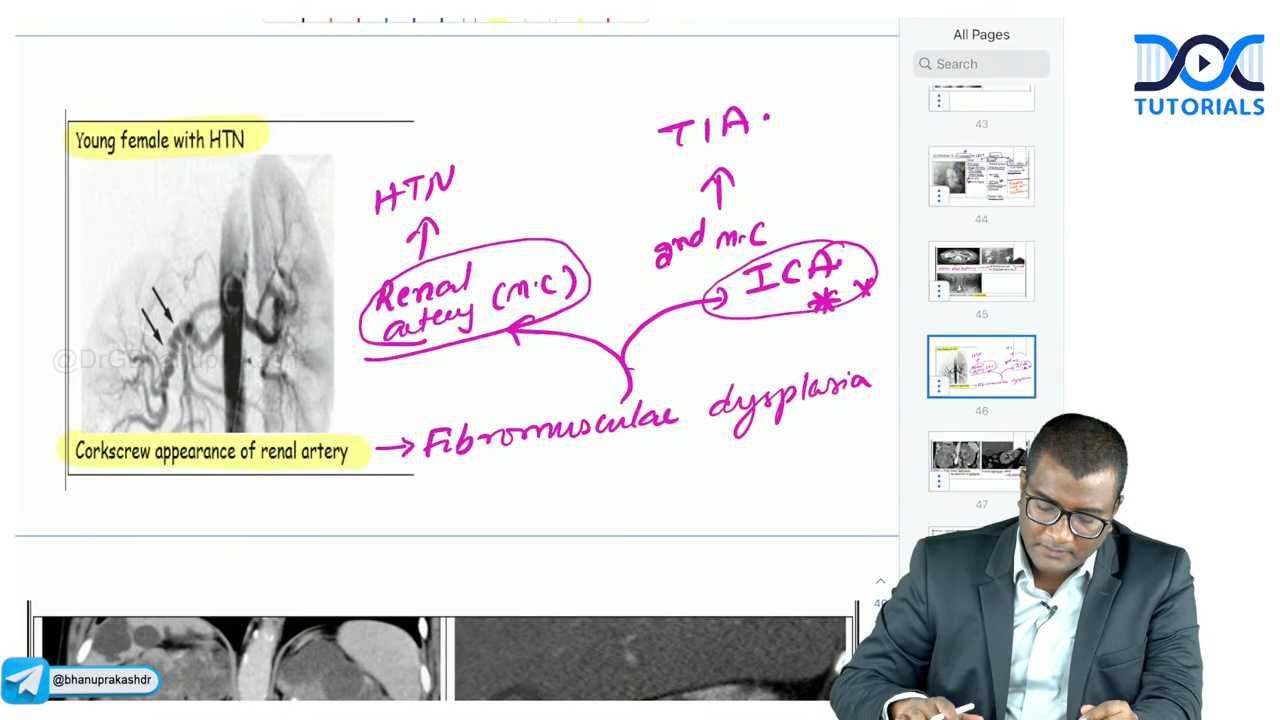 All Pages
Search
DOC
TUTORIALS
43
44
45
46
47
Young female with HTN
HTN
TIA.
Renal
artery (M.C)
2nd M.C
ICA
@DrGBhanuprakash
Fibromuscular dysplasia
Corkscrew appearance of renal artery
@bhanuprakashdr